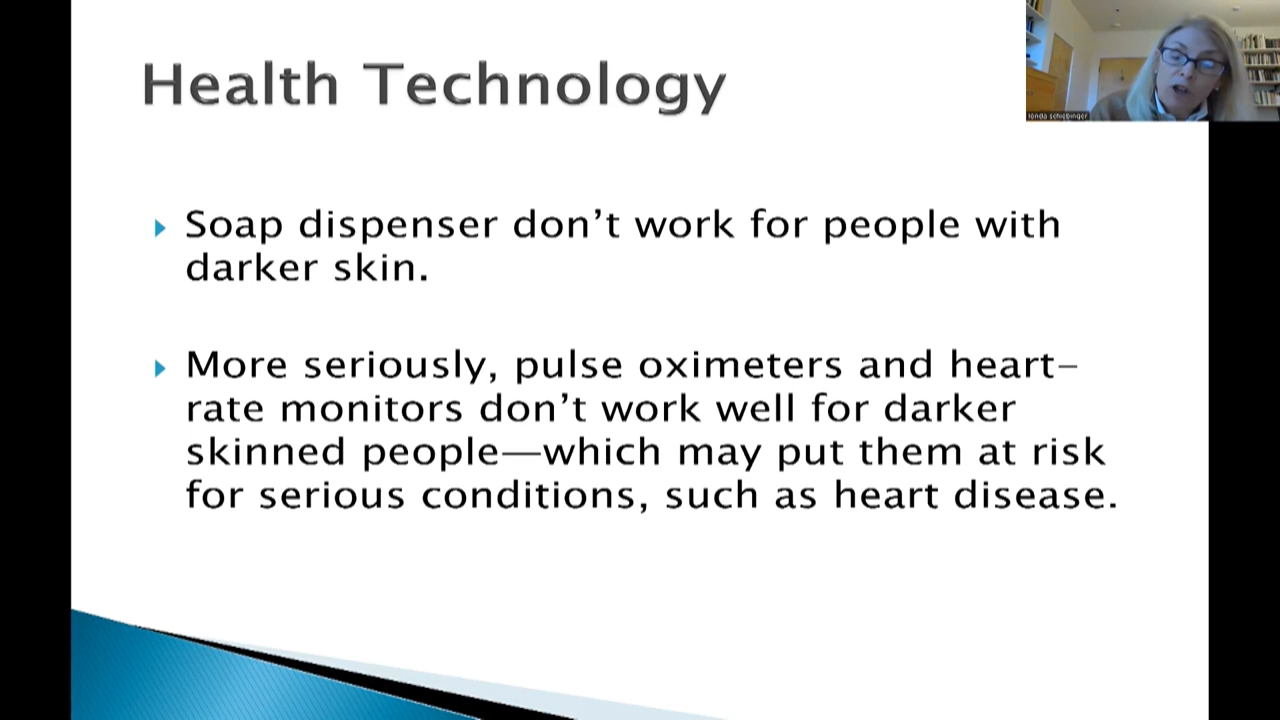 Health Technology
londa schiebinger
Soap dispenser don’t work for people with
darker skin.
More seriously, pulse oximeters and heart-
rate monitors don’t work well for darker
skinned people—which may put them at risk
for serious conditions, such as heart disease.